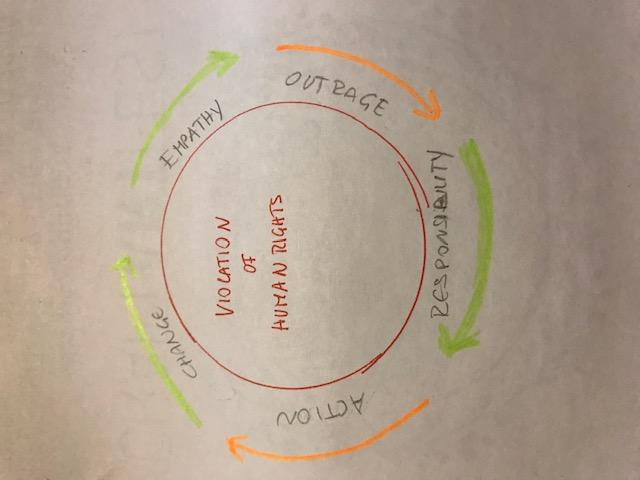 VIOLATION
OF
HUMAN RIGHTS
EMPATHY
OUTRAGE
RESPONSIBILITY
ACTION
CHANGE